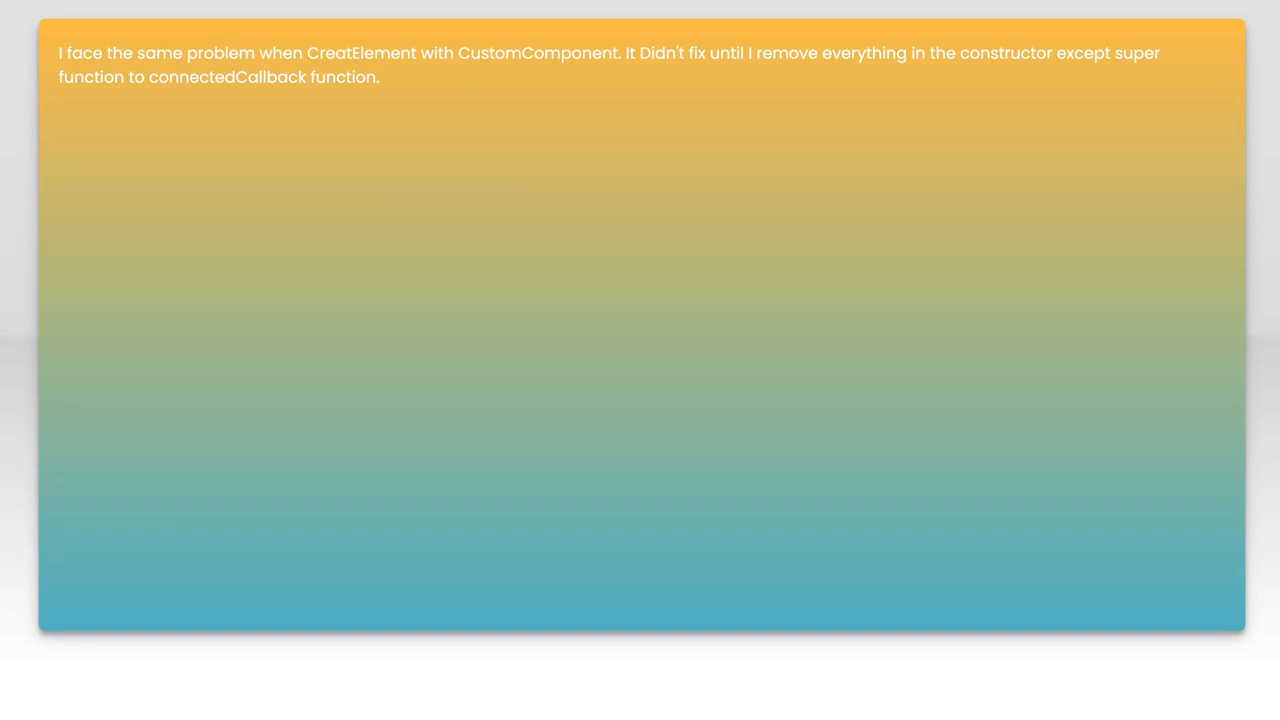 I face the same problem when CreatElement with CustomComponent. It Didn't fix until I remove everything in the constructor except super
function to connectedCallback function.